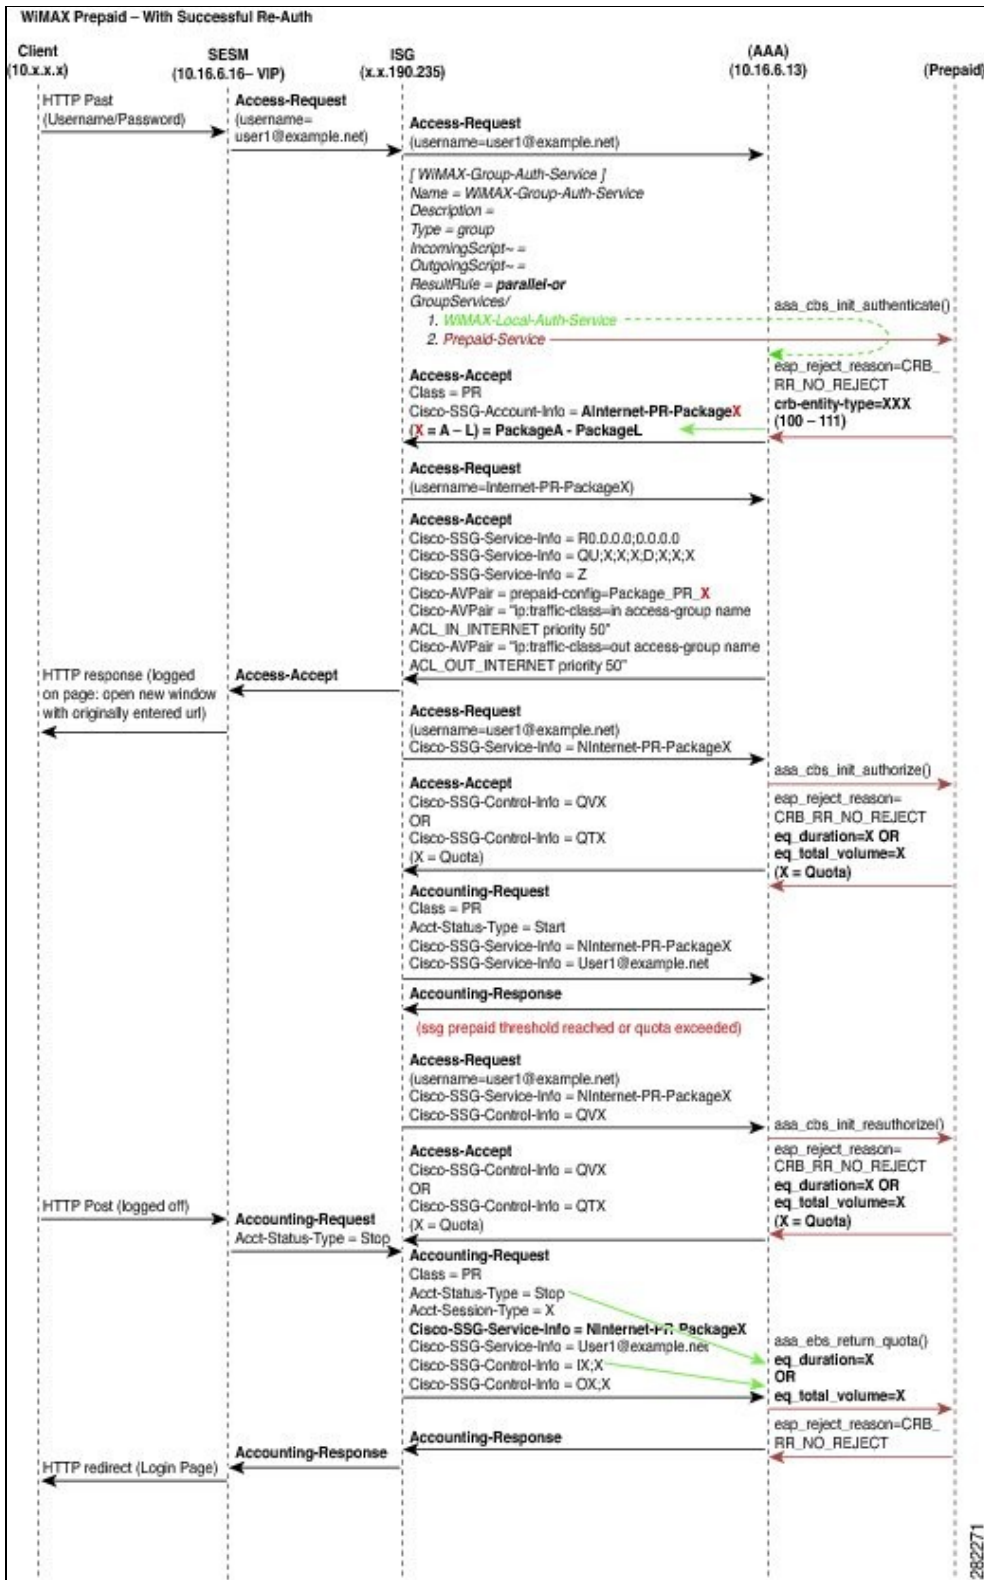 WiMAX Prepaid – With Successful Re-Auth
Client
(10.x.x.x)
SESM
(10.16.6.16– VIP)
ISG
(x.x.190.235)
(AAA)
(10.16.6.13)
(Prepaid)
HTTP Past
(Username/Password)
Access-Request
(username=
user1@example.net)
Access-Request
(username=user1@example.net)
[ WiMAX-Group-Auth-Service ]
Name = WiMAX-Group-Auth-Service
Description =
Type = group
IncomingScript~ =
OutgoingScript~ =
ResultRule = parallel-or
GroupServices/
1. WiMAX-Local-Auth-Service
2. Prepaid-Service
aaa_cbs_init_authenticate()
eap_reject_reason=CRB_
RR_NO_REJECT
crb-entity-type=XXX
(100 – 111)
Access-Accept
Class = PR
Cisco-SSG-Account-Info = AInternet-PR-PackageX
(X = A – L) = PackageA - PackageL
Access-Request
(username=Internet-PR-PackageX)
Access-Accept
Cisco-SSG-Service-Info = R0.0.0.0;0.0.0.0
Cisco-SSG-Service-Info = QU;X;X;X;D;X;X;X
Cisco-SSG-Service-Info = Z
Cisco-AVPair = prepaid-config=Package_PR_X
Cisco-AVPair = "ip:traffic-class=in access-group name
ACL_IN_INTERNET priority 50"
Cisco-AVPair = "ip:traffic-class=out access-group name
ACL_OUT_INTERNET priority 50"
HTTP response (logged
on page: open new window
with originally entered url)
Access-Accept
Access-Request
(username=user1@example.net)
Cisco-SSG-Service-Info = NInternet-PR-PackageX
aaa_cbs_init_authorize()
Access-Accept
Cisco-SSG-Control-Info = QVX
OR
Cisco-SSG-Control-Info = QTX
(X = Quota)
eap_reject_reason=
CRB_RR_NO_REJECT
eq_duration=X OR
eq_total_volume=X
(X = Quota)
Accounting-Request
Class = PR
Acct-Status-Type = Start
Cisco-SSG-Service-Info = NInternet-PR-PackageX
Cisco-SSG-Service-Info = User1@example.net
Accounting-Response
(ssg prepaid threshold reached or quota exceeded)
Access-Request
(username=user1@example.net)
Cisco-SSG-Service-Info = NInternet-PR-PackageX
Cisco-SSG-Control-Info = QVX
aaa_cbs_init_reauthorize()
Access-Accept
Cisco-SSG-Control-Info = QVX
OR
Cisco-SSG-Control-Info = QTX
(X = Quota)
eap_reject_reason=
CRB_RR_NO_REJECT
eq_duration=X OR
eq_total_volume=X
(X = Quota)
HTTP Post (logged off)
Accounting-Request
Acct-Status-Type = Stop
Accounting-Request
Class = PR
Acct-Status-Type = Stop
Acct-Session-Type = X
Cisco-SSG-Service-Info = NInternet-PR-PackageX
Cisco-SSG-Service-Info = User1@example.net
Cisco-SSG-Control-Info = IX;X
Cisco-SSG-Control-Info = OX;X
aaa_ebs_return_quota()
eq_duration=X
OR
eq_total_volume=X
eap_reject_reason=CRB_
RR_NO_REJECT
Accounting-Response
Accounting-Response
HTTP redirect (Login Page)
282271